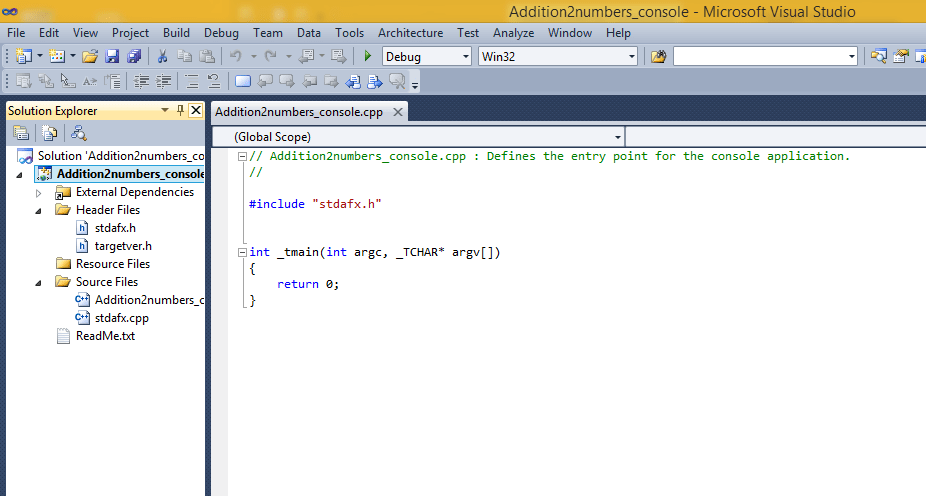 Addition2numbers_console - Microsoft Visual Studio
File Edit View Project Build Debug Team Data Tools Architecture Test Analyze Window Help
Debug Win32
Solution Explorer
Addition2numbers_console.cpp
(Global Scope)
Solution 'Addition2numbers_co
Addition2numbers_console
External Dependencies
Header Files
stdafx.h
targetver.h
Resource Files
Source Files
Addition2numbers_c
stdafx.cpp
ReadMe.txt
// Addition2numbers_console.cpp : Defines the entry point for the console application.
//
#include "stdafx.h"
int _tmain(int argc, _TCHAR* argv[])
{
return 0;
}